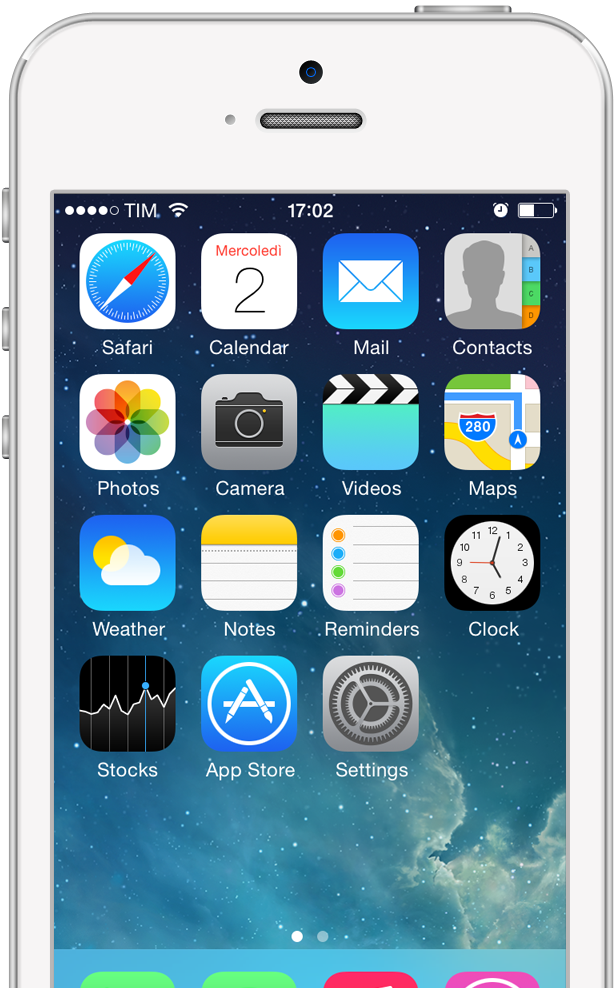 TIM 17:02
Mercoledì
2
A
B
C
D
Safari Calendar Mail Contacts
280
Photos Camera Videos Maps
12
11 1
10 2
9 3
8 4
7 5
6
Weather Notes Reminders Clock
Stocks App Store Settings